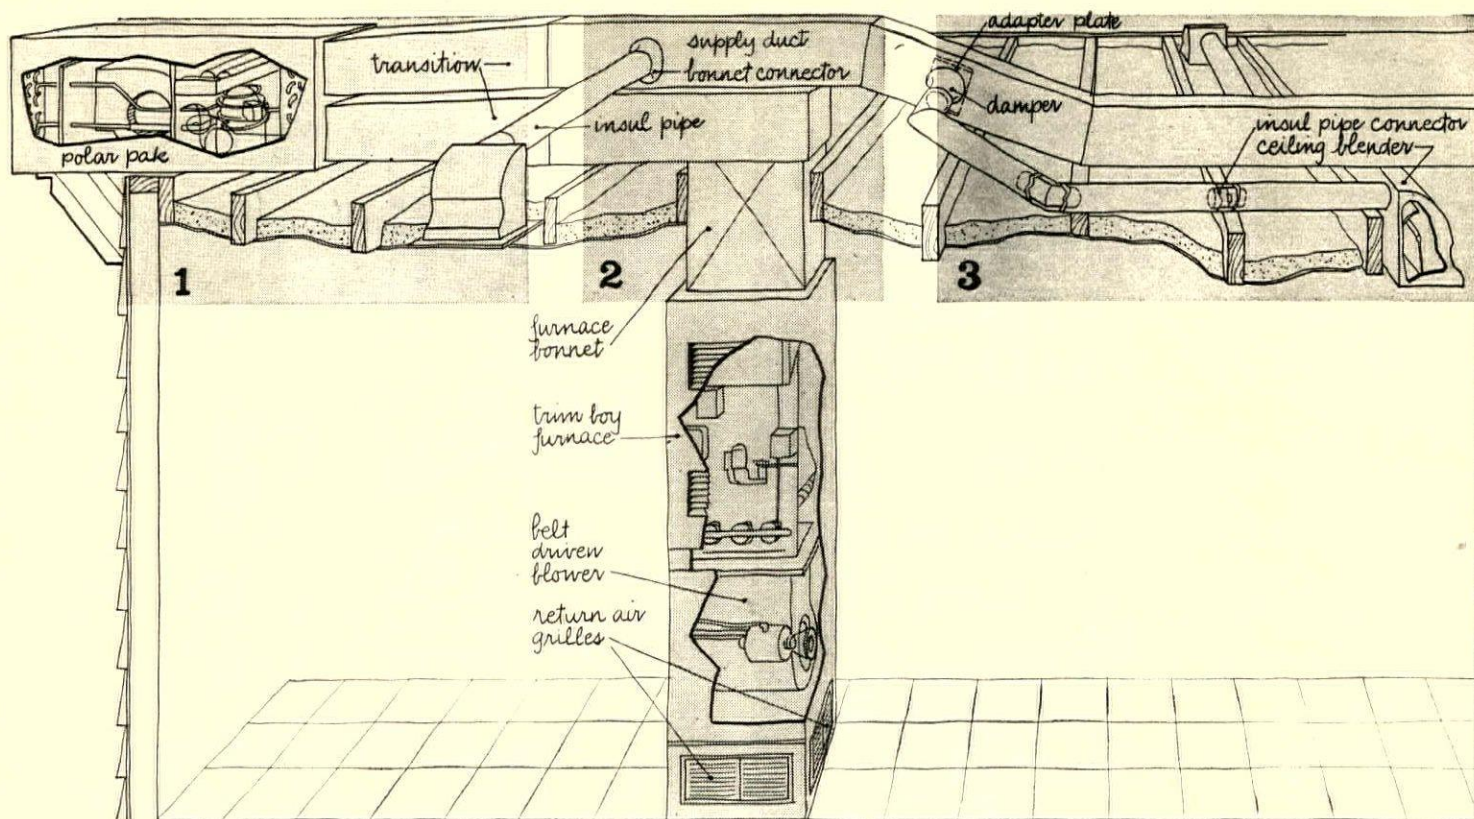 adapter plate
supply duct
bonnet connector
transition
damper
insul pipe
insul pipe connector
ceiling blender
polar pak
1
2
3
furnace
bonnet
trim boy
furnace
belt
driven
blower
return air
grilles